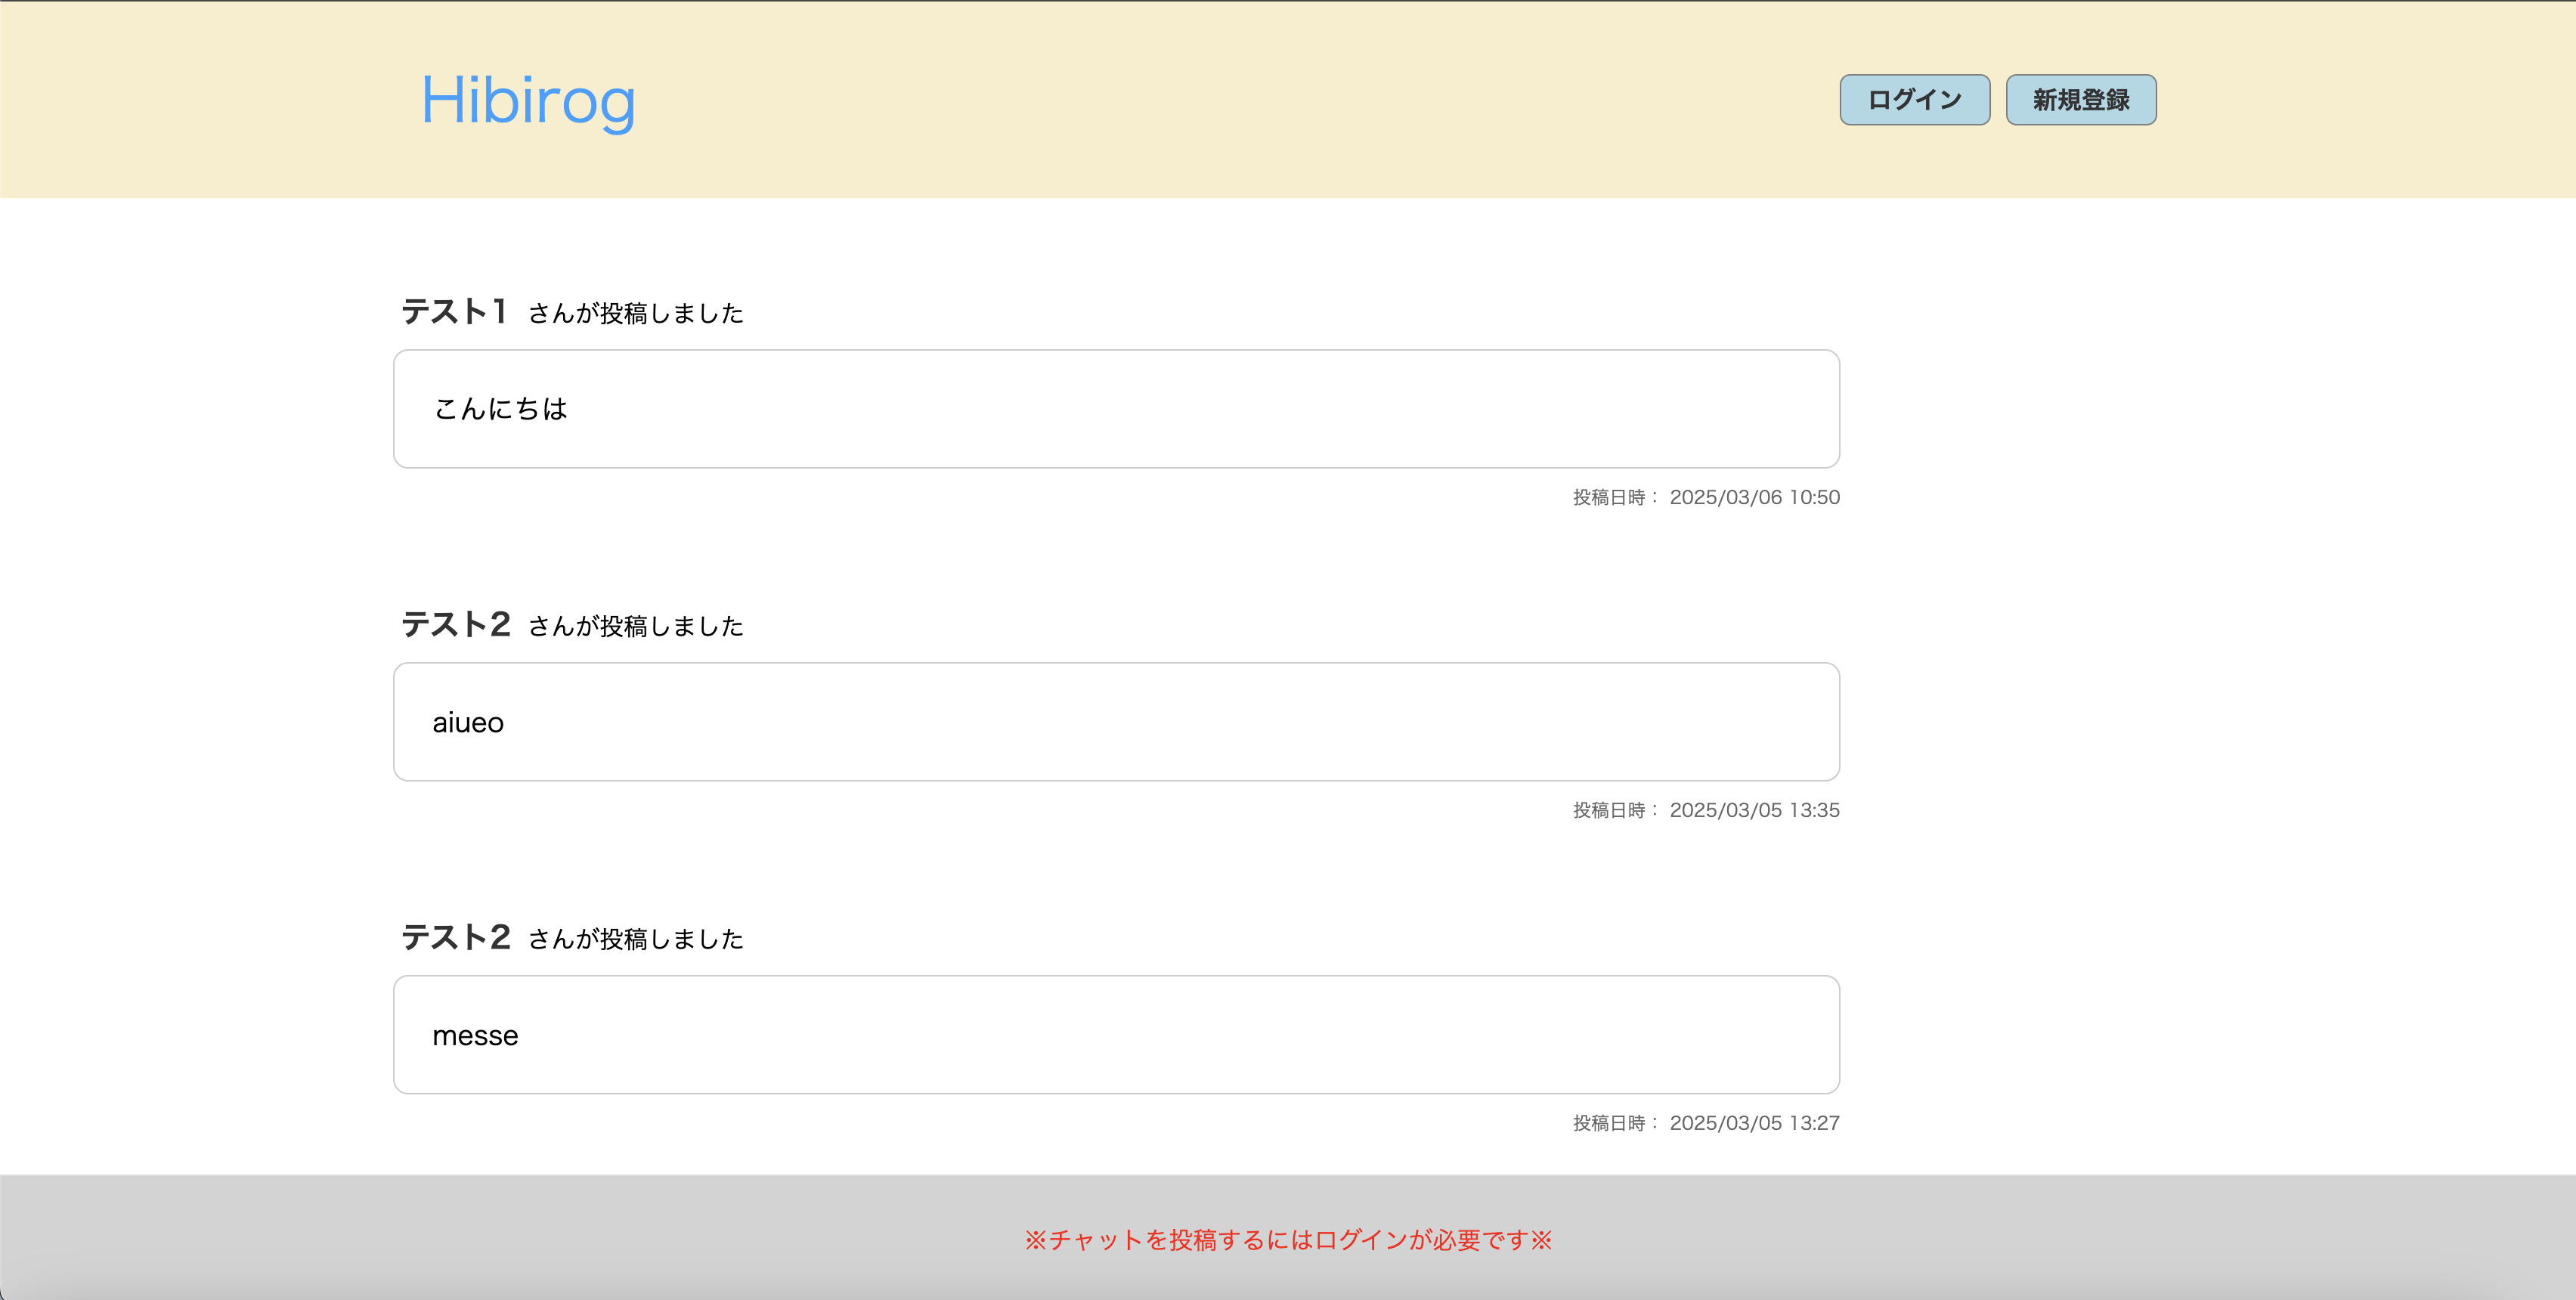 Hibirog
ログイン 新規登録
テスト1 さんが投稿しました
こんにちは
投稿日時： 2025/03/06 10:50
テスト2 さんが投稿しました
aiueo
投稿日時： 2025/03/05 13:35
テスト2 さんが投稿しました
messe
投稿日時： 2025/03/05 13:27
※チャットを投稿するにはログインが必要です※